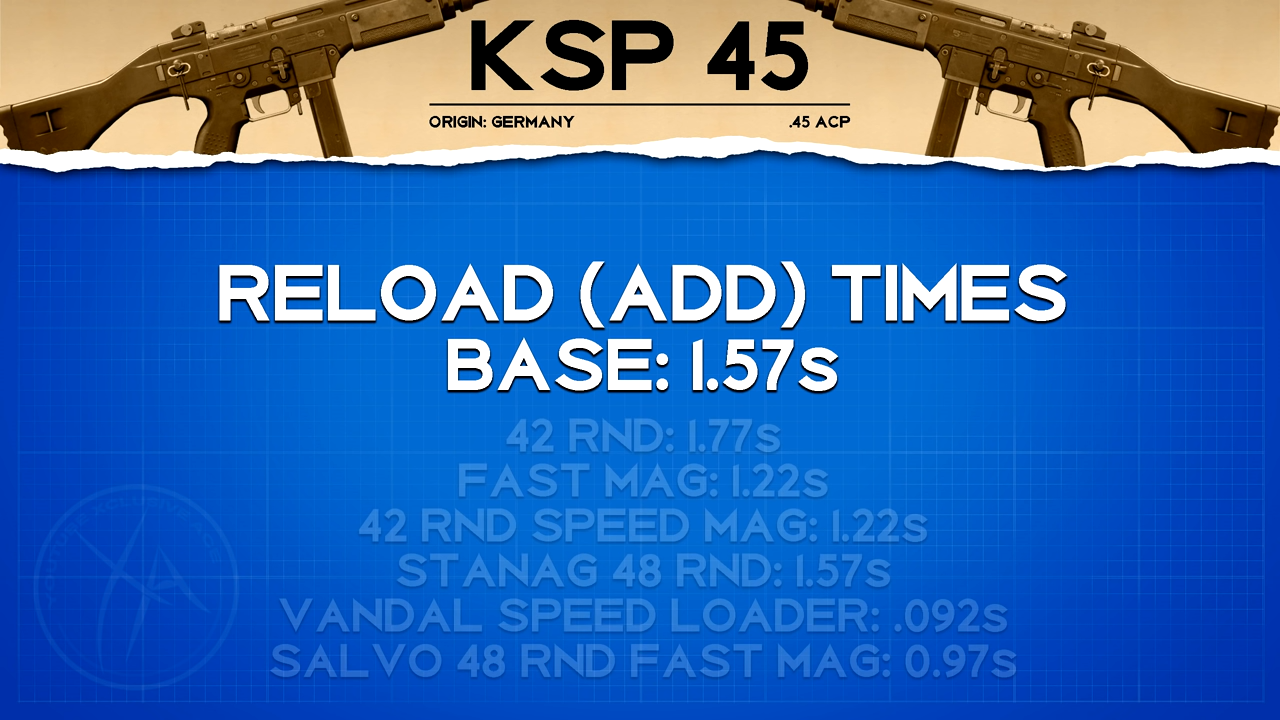 KSP 45
ORIGIN: GERMANY
.45 ACP
RELOAD (ADD) TIMES
BASE: 1.57s
42 RND: 1.77s
FAST MAG: 1.22s
42 RND SPEED MAG: 1.22s
STANAG 48 RND: 1.57s
VANDAL SPEED LOADER: .092s
SALVO 48 RND FAST MAG: 0.97s